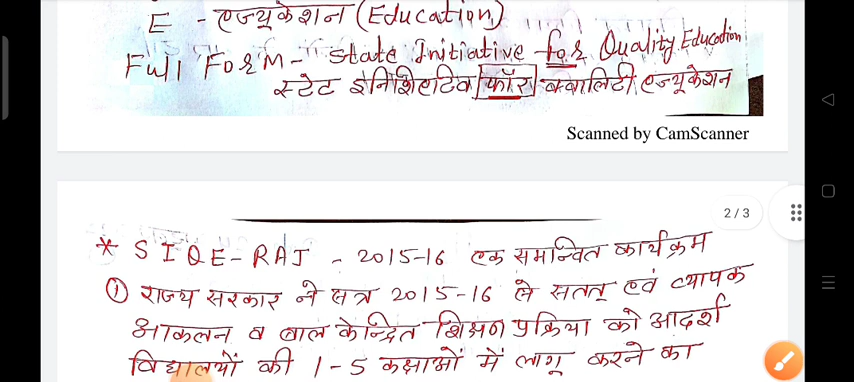 E - एज्यूकेशन (Education)
Full Form - State Initiative for Quality Education
स्टेट इनिशिएटिव फॉर क्वालिटी एज्यूकेशन
Scanned by CamScanner
2 / 3
* SIQE - RAJ - 2015-16 एक समन्वित कार्यक्रम
① राज्य सरकार ने सत्र 2015-16 से सतत् एवं व्यापक
आकलन व बाल केन्द्रित शिक्षण प्रक्रिया को आदर्श
विद्यालयों की 1-5 कक्षाओं में लागू करने का